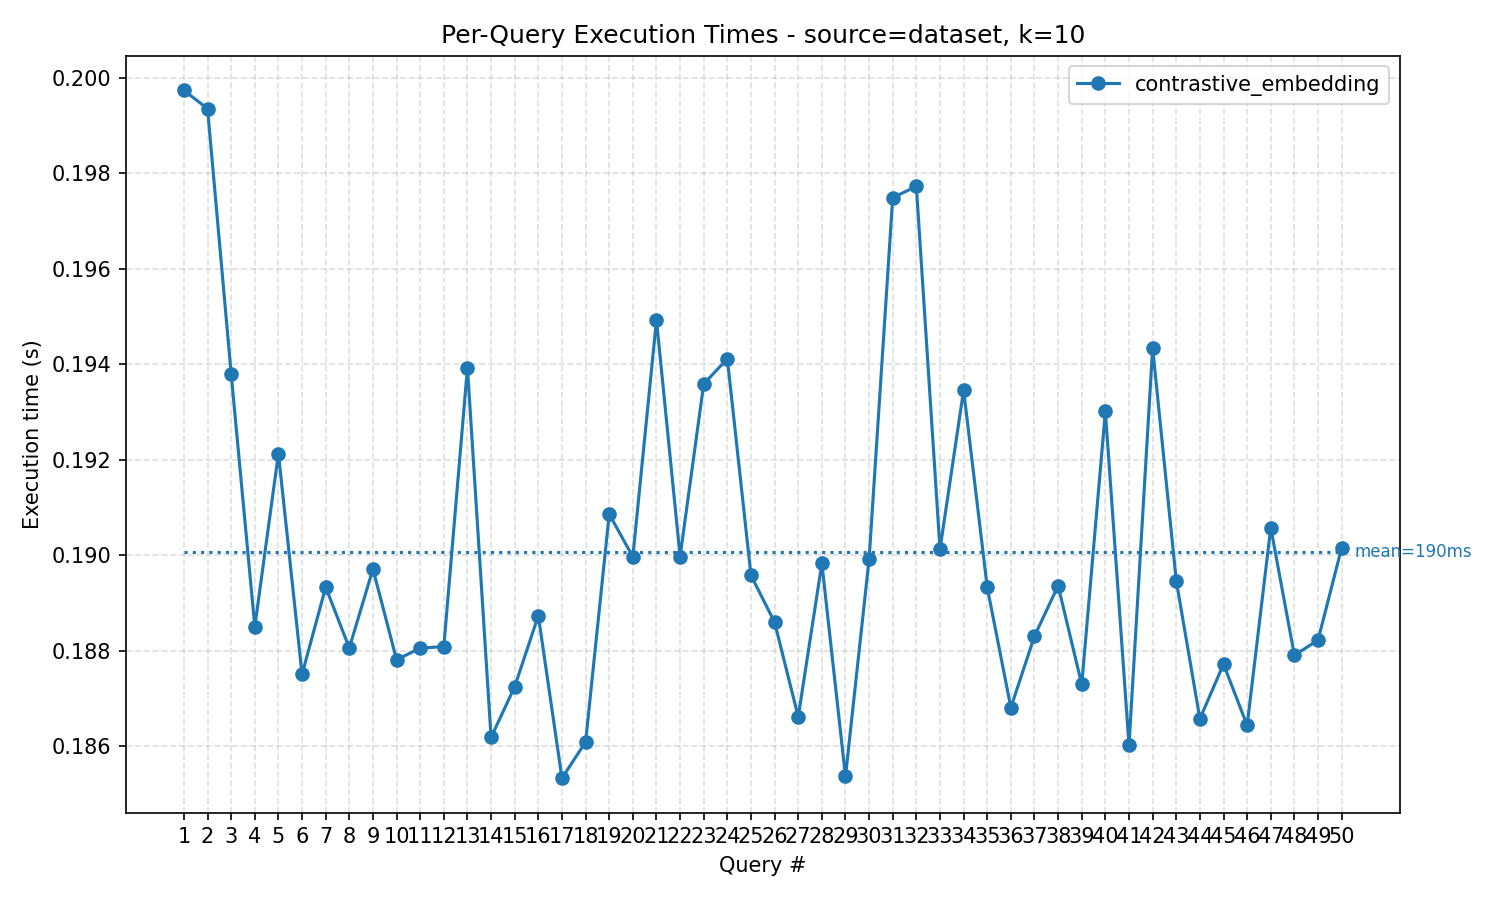 Per-Query Execution Times - source=dataset, k=10
contrastive_embedding
0.200
0.198
0.196
0.194
0.192
0.190
0.188
0.186
Execution time (s)
mean=190ms
1 2 3 4 5 6 7 8 9 10 11 12 13 14 15 16 17 18 19 20 21 22 23 24 25 26 27 28 29 30 31 32 33 34 35 36 37 38 39 40 41 42 43 44 45 46 47 48 49 50
Query #